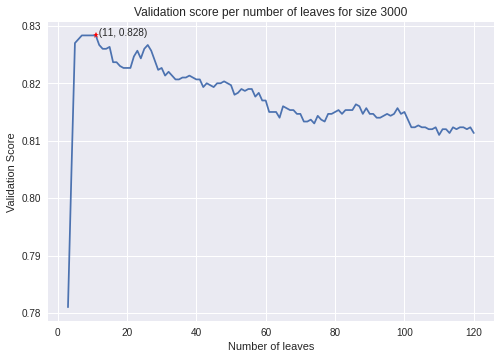 Validation score per number of leaves for size 3000
0.83
(11, 0.828)
0.82
0.81
0.80
0.79
0.78
Validation Score
0 20 40 60 80 100 120
Number of leaves